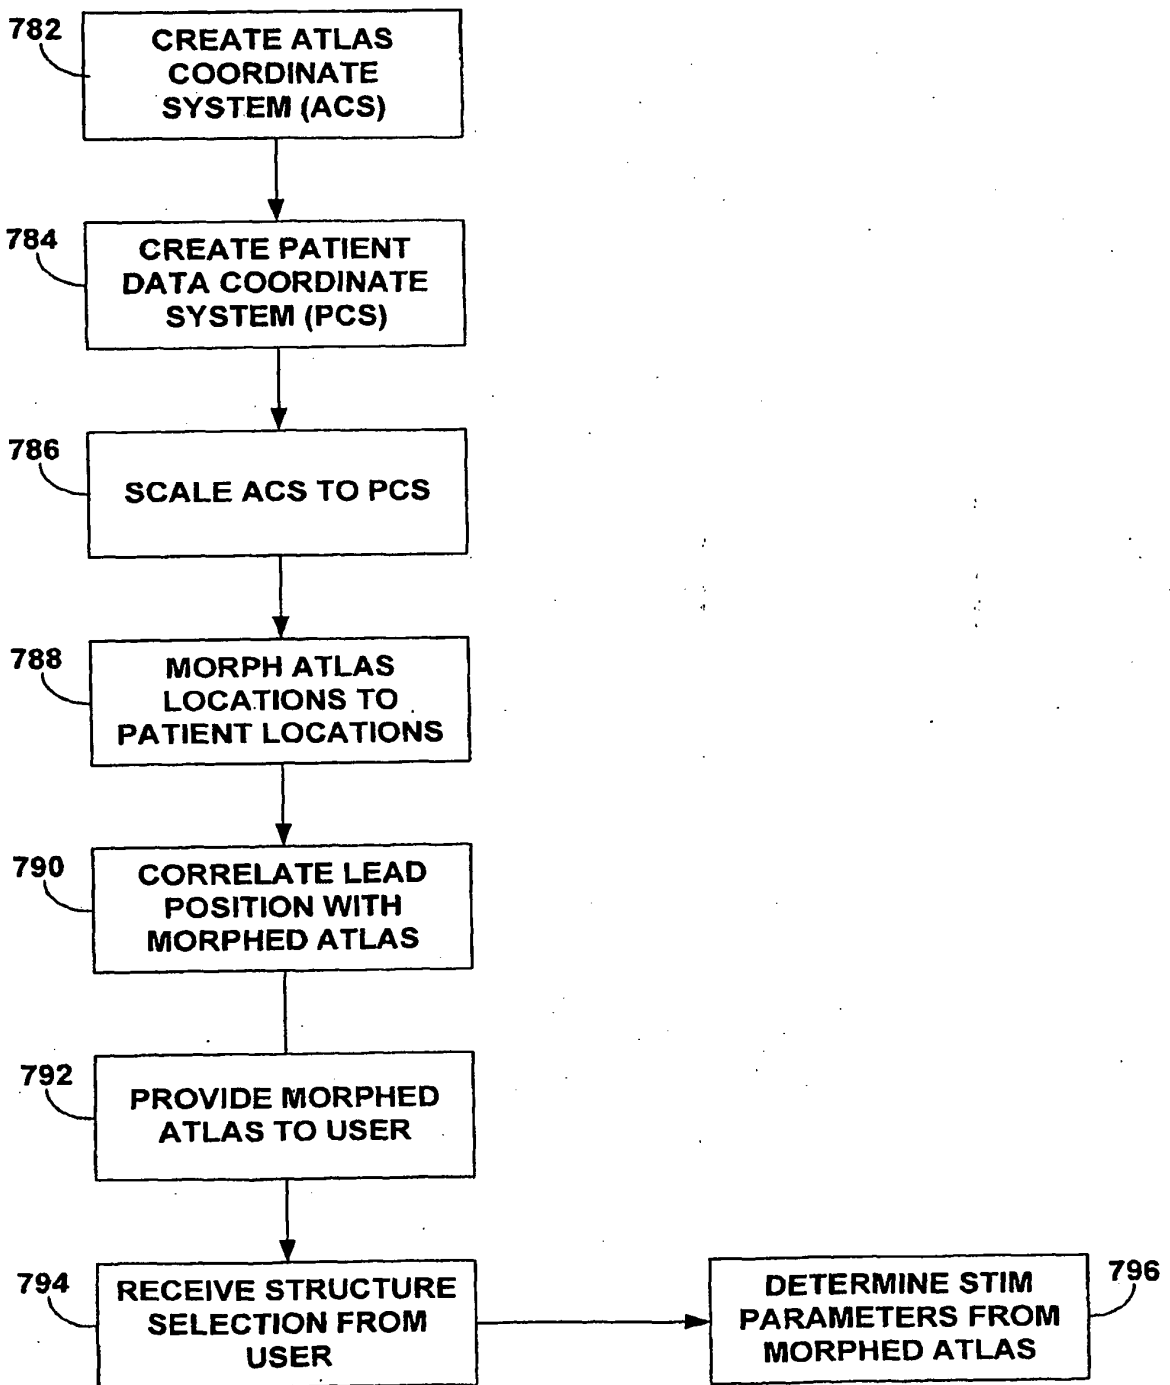 782
CREATE ATLAS
COORDINATE
SYSTEM (ACS)
784
CREATE PATIENT
DATA COORDINATE
SYSTEM (PCS)
786
SCALE ACS TO PCS
788
MORPH ATLAS
LOCATIONS TO
PATIENT LOCATIONS
790
CORRELATE LEAD
POSITION WITH
MORPHED ATLAS
792
PROVIDE MORPHED
ATLAS TO USER
794
RECEIVE STRUCTURE
SELECTION FROM
USER
796
DETERMINE STIM
PARAMETERS FROM
MORPHED ATLAS